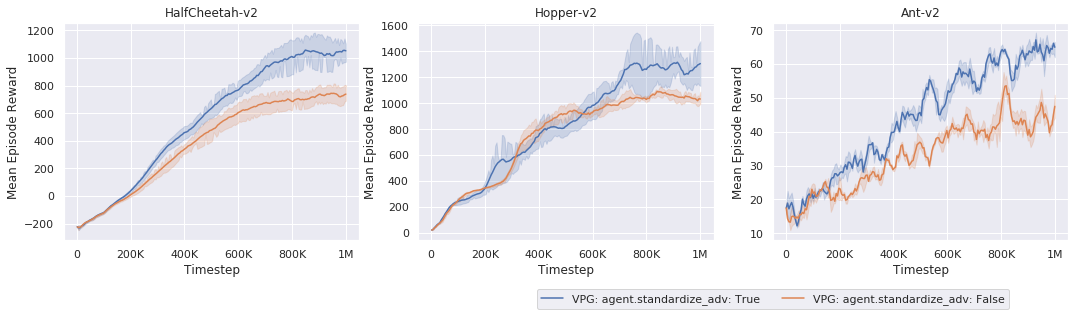 HalfCheetah-v2
Mean Episode Reward
1200
1000
800
600
400
200
0
−200
0 200K 400K 600K 800K 1M
Timestep
Hopper-v2
Mean Episode Reward
1600
1400
1200
1000
800
600
400
200
0
0 200K 400K 600K 800K 1M
Timestep
Ant-v2
Mean Episode Reward
70
60
50
40
30
20
10
0 200K 400K 600K 800K 1M
Timestep
VPG: agent.standardize_adv: True VPG: agent.standardize_adv: False